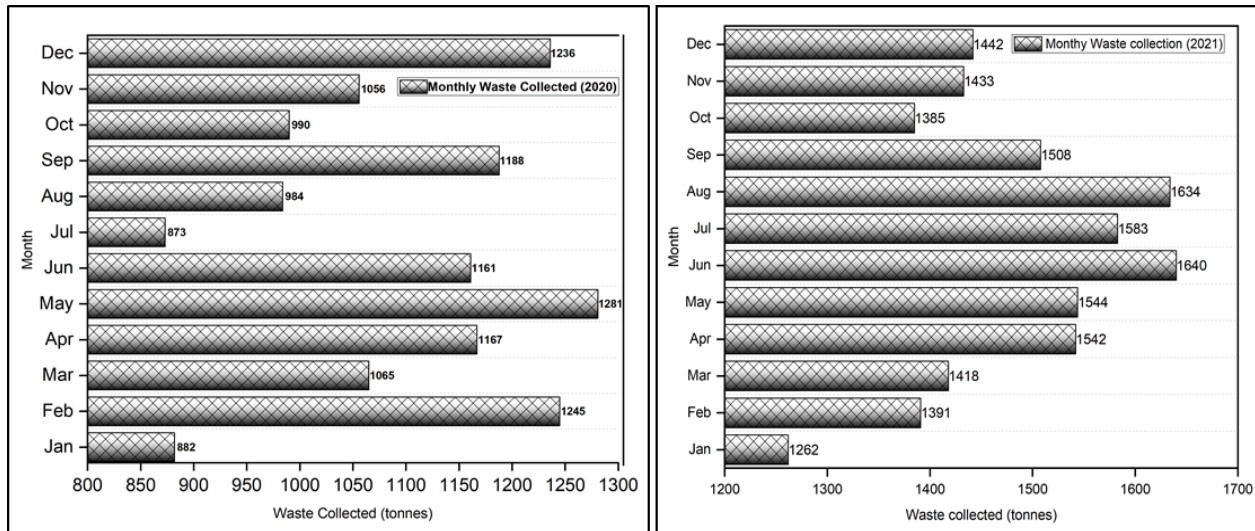 Dec
1236
Nov
1056
Monthly Waste Collected (2020)
Oct
990
Sep
1188
Aug
984
Jul
873
Month
Jun
1161
May
1281
Apr
1167
Mar
1065
Feb
1245
Jan
882
800 850 900 950 1000 1050 1100 1150 1200 1250 1300
Waste Collected (tonnes)
Dec
1442
Monthy Waste collection (2021)
Nov
1433
Oct
1385
Sep
1508
Aug
1634
Jul
1583
Month
Jun
1640
May
1544
Apr
1542
Mar
1418
Feb
1391
Jan
1262
1200 1300 1400 1500 1600 1700
Waste collected (tonnes)